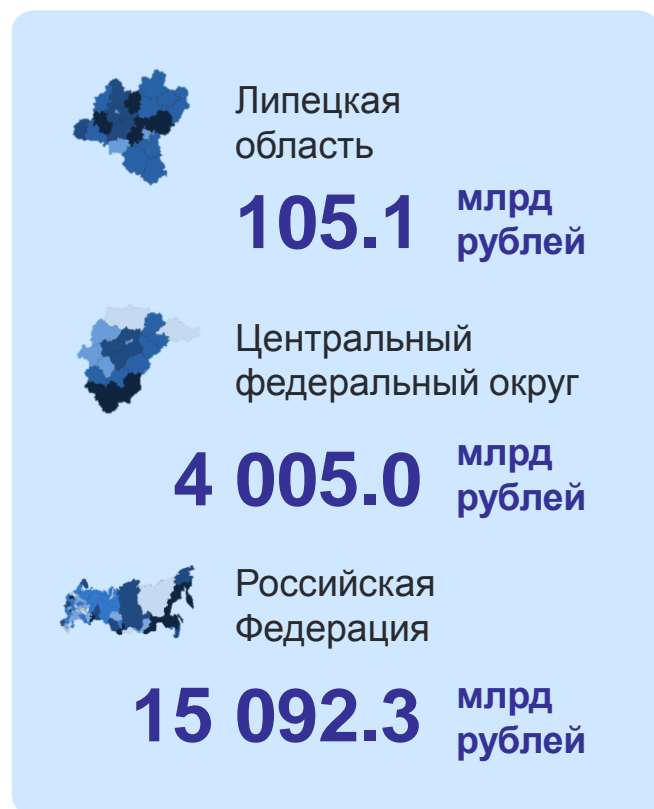 Липецкая
область
105.1 млрд
рублей
Центральный
федеральный округ
4 005.0 млрд
рублей
Российская
Федерация
15 092.3 млрд
рублей